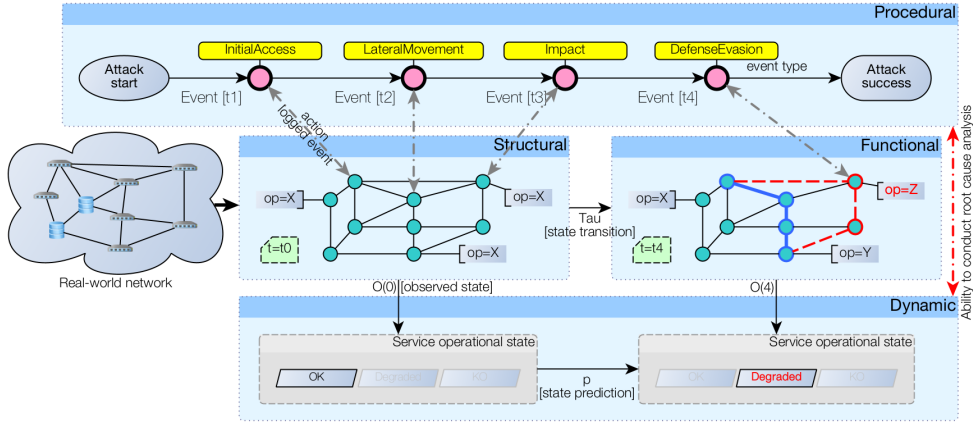 Procedural
InitialAccess
LateralMovement
Impact
DefenseEvasion
Attack
start
event type
Attack
success
Event [t1]
Event [t2]
Event [t3]
Event [t4]
action
logged event
Structural
Functional
op=X
op=X
op=X
t=t0
Tau
[state transition]
op=X
op=Z
op=Y
t=t4
Real-world network
Ability to conduct root cause analysis
O(0)
[observed state]
O(4)
Dynamic
Service operational state
OK
Degraded
KO
p
[state prediction]
Service operational state
OK
Degraded
KO